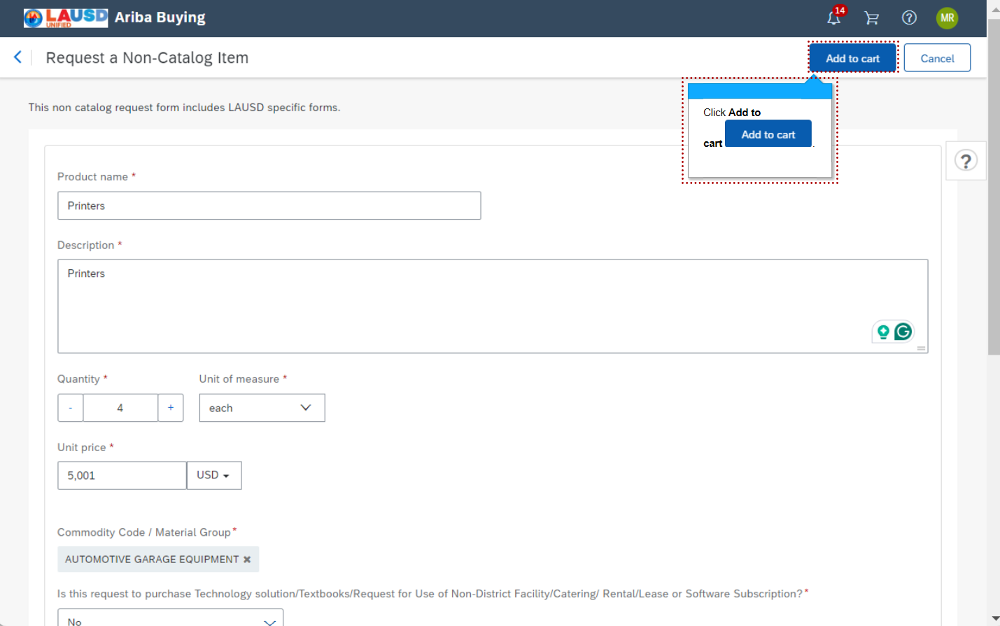 LAUSD
UNIFIED
Ariba Buying
14
MR
Request a Non-Catalog Item
Add to cart
Cancel
This non catalog request form includes LAUSD specific forms.
Click Add to
cart Add to cart .
?
Product name *
Printers
Description *
Printers
Quantity *
Unit of measure *
- 4 +
each
Unit price *
5,001
USD
Commodity Code / Material Group*
AUTOMOTIVE GARAGE EQUIPMENT ✖
Is this request to purchase Technology solution/Textbooks/Request for Use of Non-District Facility/Catering/ Rental/Lease or Software Subscription?*
No